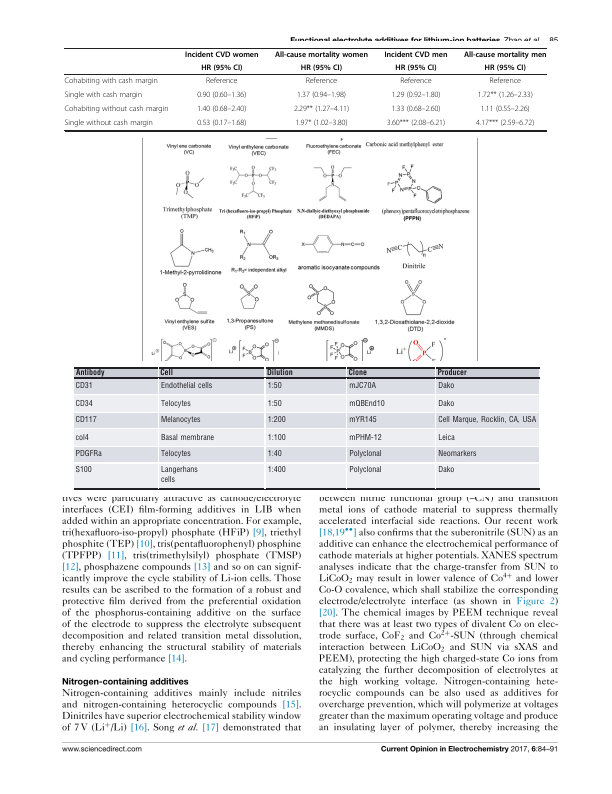 Functional electrolyte additives for lithium-ion batteries Zhao et al. 85
Incident CVD women All-cause mortality women Incident CVD men All-cause mortality men
HR (95% CI) HR (95% CI) HR (95% CI) HR (95% CI)
Cohabiting with cash margin Reference Reference Reference Reference
Single with cash margin 0.90 (0.60–1.36) 1.37 (0.94–1.98) 1.29 (0.92–1.80) 1.72** (1.26–2.33)
Cohabiting without cash margin 1.40 (0.68–2.40) 2.29** (1.27–4.11) 1.33 (0.68–2.60) 1.11 (0.55–2.26)
Single without cash margin 0.53 (0.17–1.68) 1.97* (1.02–3.80) 3.60*** (2.08–6.21) 4.17*** (2.59–6.72)
Vinyl ene carbonate Vinyl enthylene carbonate Fluoroethylene carbonate Carbonic acid methylphenyl ester
(VC) (VEC) (FEC)
Trimethylphosphate Tri (hexafluoro-iso-propyl) Phosphate N,N-diallyic-diethyoxyl phosphamide (phenoxy)pentafluorocyclotriphosphazene
(TMP) (HFiP) (DEDAPA) (PFPN)
1-Methyl-2-pyrrolidinone R₁-R₃= independent alkyl aromatic isocyanate compounds Dinitrile
Vinyl enthylene sulfite 1,3-Propanesultone Methylene methanedisulfonate 1,3,2-Dioxathiolane-2,2-dioxide
(VES) (PS) (MMDS) (DTD)
Antibody Cell Dilution Clone Producer
CD31 Endothelial cells 1:50 mJC70A Dako
CD34 Telocytes 1:50 mQBEnd10 Dako
CD117 Melanocytes 1:200 mYR145 Cell Marque, Rocklin, CA, USA
col4 Basal membrane 1:100 mPHM-12 Leica
PDGFRa Telocytes 1:40 Polyclonal Neomarkers
S100 Langerhans 1:400 Polyclonal Dako
cells
tives were particularly attractive as cathode/electrolyte
interfaces (CEI) film-forming additives in LIB when
added within an appropriate concentration. For example,
tri(hexafluoro-iso-propyl) phosphate (HFiP) [9], triethyl
phosphite (TEP) [10], tris(pentafluorophenyl) phosphine
(TPFPP) [11], tris(trimethylsilyl) phosphate (TMSP)
[12], phosphazene compounds [13] and so on can signif-
icantly improve the cycle stability of Li-ion cells. Those
results can be ascribed to the formation of a robust and
protective film derived from the preferential oxidation
of the phosphorus-containing additive on the surface
of the electrode to suppress the electrolyte subsequent
decomposition and related transition metal dissolution,
thereby enhancing the structural stability of materials
and cycling performance [14].
Nitrogen-containing additives
Nitrogen-containing additives mainly include nitriles
and nitrogen-containing heterocyclic compounds [15].
Dinitriles have superior electrochemical stability window
of 7 V (Li⁺/Li) [16]. Song et al. [17] demonstrated that
between nitrile functional group (–CN) and transition
metal ions of cathode material to suppress thermally
accelerated interfacial side reactions. Our recent work
[18,19••] also confirms that the suberonitrile (SUN) as an
additive can enhance the electrochemical performance of
cathode materials at higher potentials. XANES spectrum
analyses indicate that the charge-transfer from SUN to
LiCoO₂ may result in lower valence of Co⁴⁺ and lower
Co-O covalence, which shall stabilize the corresponding
electrode/electrolyte interface (as shown in Figure 2)
[20]. The chemical images by PEEM technique reveal
that there was at least two types of divalent Co on elec-
trode surface, CoF₂ and Co²⁺-SUN (through chemical
interaction between LiCoO₂ and SUN via sXAS and
PEEM), protecting the high charged-state Co ions from
catalyzing the further decomposition of electrolytes at
the high working voltage. Nitrogen-containing hete-
rocyclic compounds can be also used as additives for
overcharge prevention, which will polymerize at voltages
greater than the maximum operating voltage and produce
an insulating layer of polymer, thereby increasing the
www.sciencedirect.com Current Opinion in Electrochemistry 2017, 6:84–91